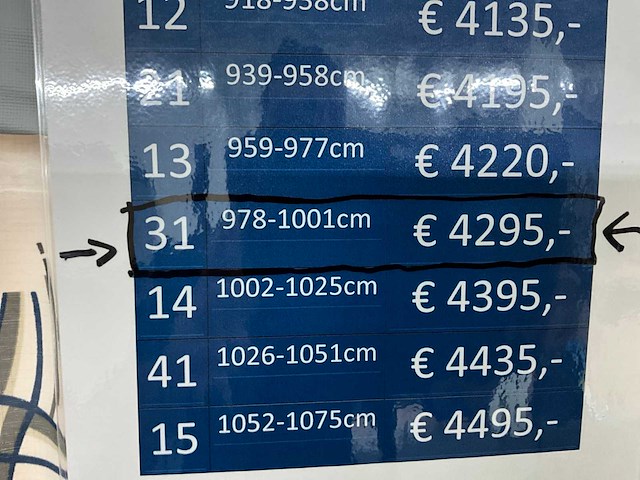 12 918-938cm € 4135,-
21 939-958cm € 4195,-
13 959-977cm € 4220,-
31 978-1001cm € 4295,-
14 1002-1025cm € 4395,-
41 1026-1051cm € 4435,-
15 1052-1075cm € 4495,-